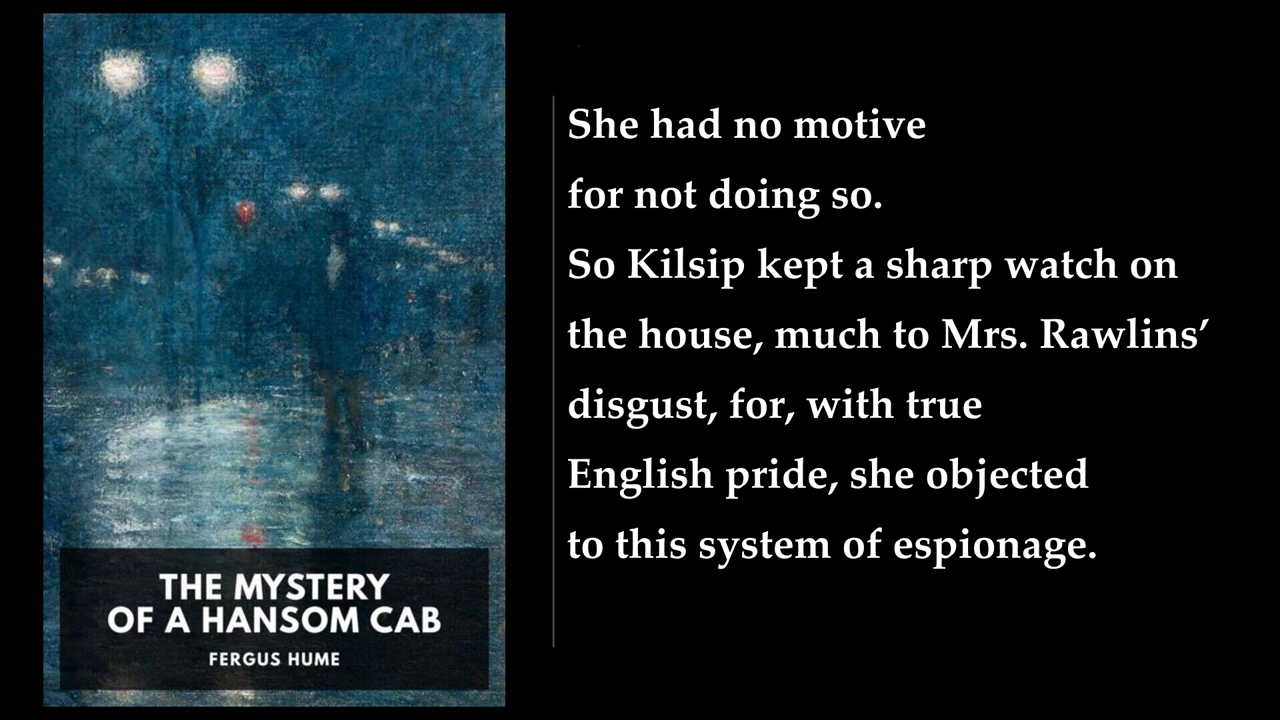 THE MYSTERY
OF A HANSOM CAB
FERGUS HUME
She had no motive
for not doing so.
So Kilsip kept a sharp watch on
the house, much to Mrs. Rawlins’
disgust, for, with true
English pride, she objected
to this system of espionage.